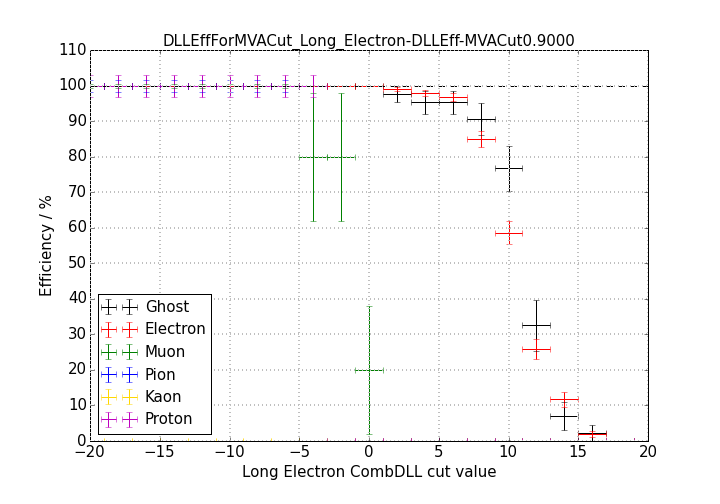 DLLEffForMVACut_Long_Electron-DLLEff-MVACut0.9000
110
100
90
80
70
60
50
40
30
20
10
0
Efficiency / %
Ghost
Electron
Muon
Pion
Kaon
Proton
−20 −15 −10 −5 0 5 10 15 20
Long Electron CombDLL cut value